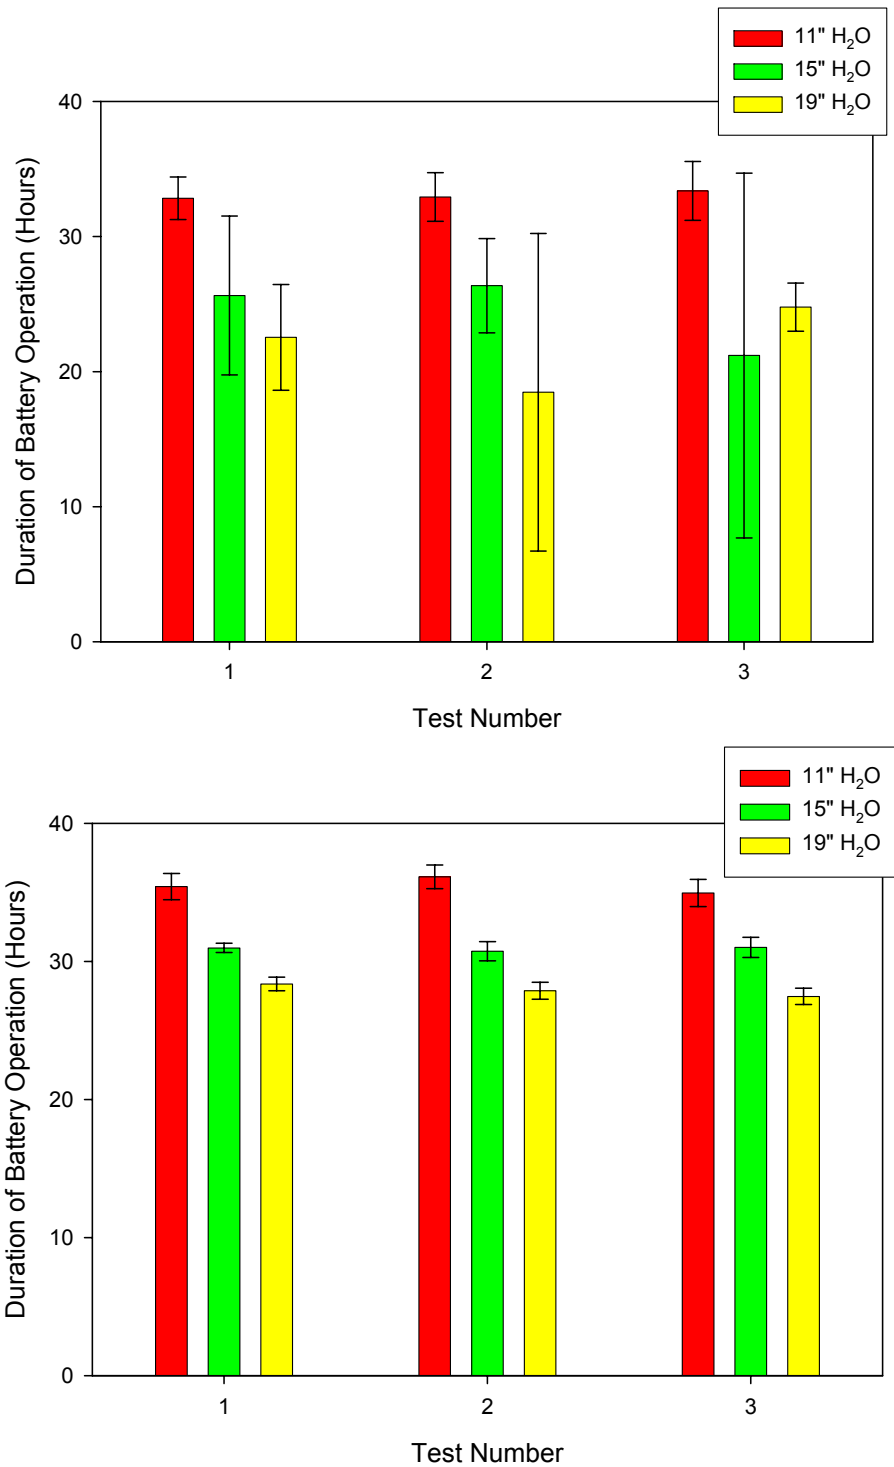 11" H₂O
15" H₂O
19" H₂O
Duration of Battery Operation (Hours)
40
30
20
10
0
1 2 3
Test Number
11" H₂O
15" H₂O
19" H₂O
Duration of Battery Operation (Hours)
40
30
20
10
0
1 2 3
Test Number